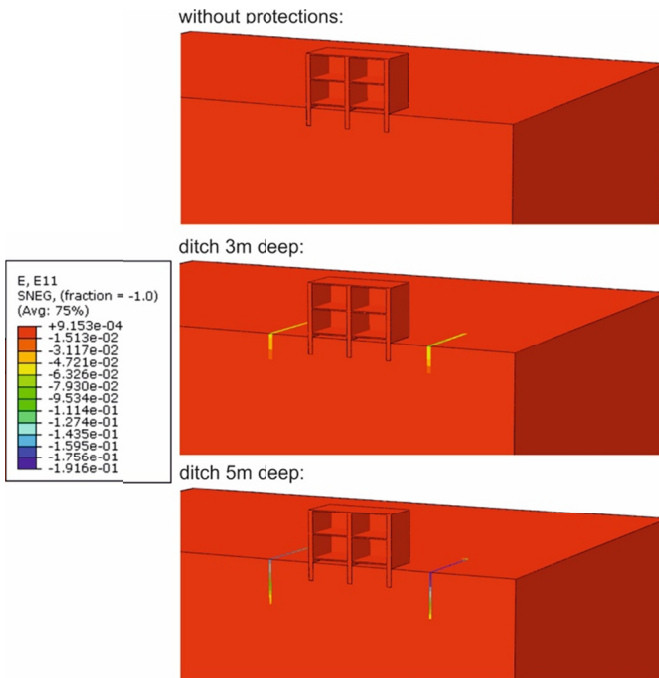 without protections:
ditch 3m deep:
E, E11
SNEG, (fraction = -1.0)
(Avg: 75%)
+9.153e-04
-1.513e-02
-3.117e-02
-4.721e-02
-6.326e-02
-7.930e-02
-9.534e-02
-1.114e-01
-1.274e-01
-1.435e-01
-1.595e-01
-1.756e-01
-1.916e-01
ditch 5m deep: